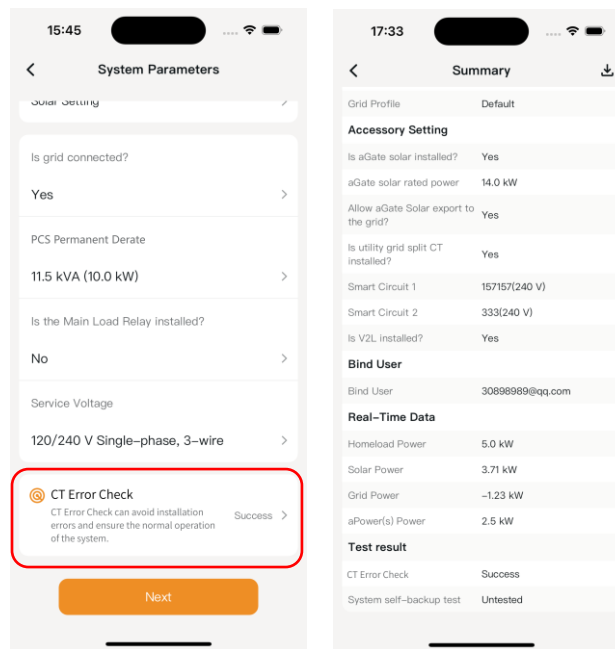 15:45
System Parameters
Solar Setting
Is grid connected?
Yes
PCS Permanent Derate
11.5 kVA (10.0 kW)
Is the Main Load Relay installed?
No
Service Voltage
120/240 V Single-phase, 3-wire
CT Error Check
CT Error Check can avoid installation
errors and ensure the normal operation
of the system.
Success
Next
17:33
Summary
Grid Profile Default
Accessory Setting
Is aGate solar installed? Yes
aGate solar rated power 14.0 kW
Allow aGate Solar export to
the grid?
Yes
Is utility grid split CT
installed?
Yes
Smart Circuit 1 157157(240 V)
Smart Circuit 2 333(240 V)
Is V2L installed? Yes
Bind User
Bind User 30898989@qq.com
Real-Time Data
Homeload Power 5.0 kW
Solar Power 3.71 kW
Grid Power -1.23 kW
aPower(s) Power 2.5 kW
Test result
CT Error Check Success
System self-backup test Untested